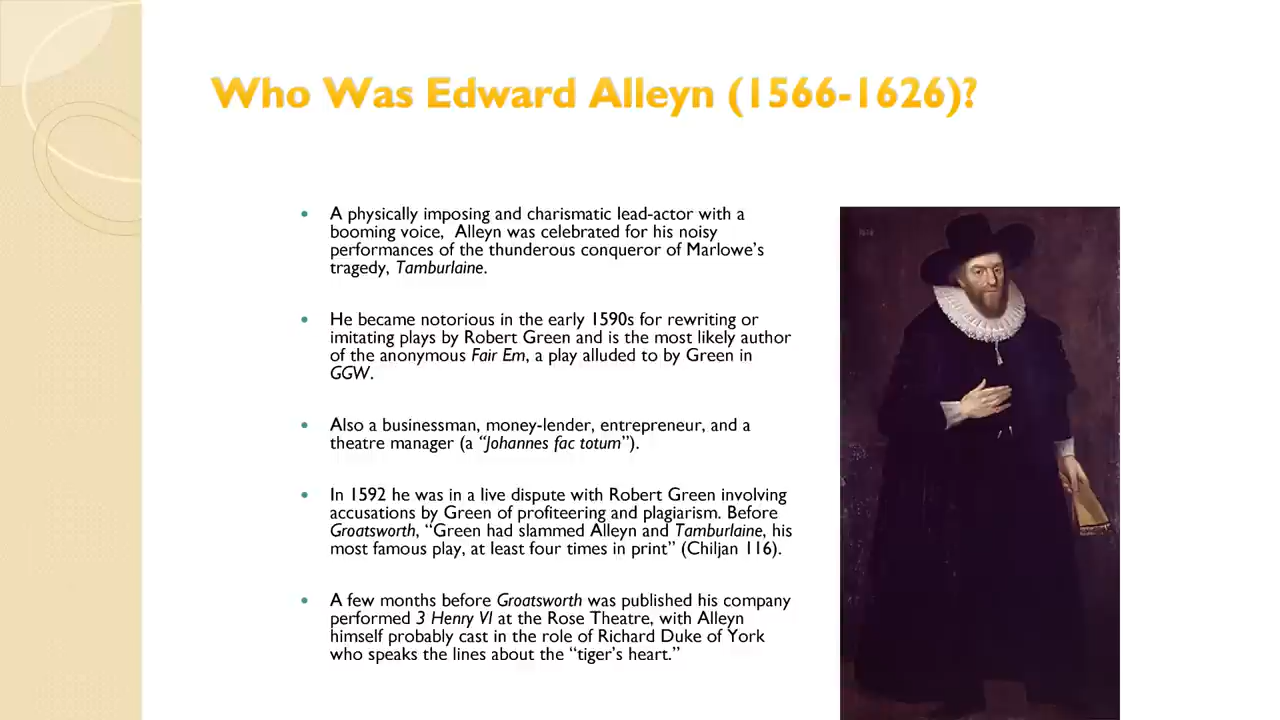 Who Was Edward Alleyn (1566-1626)?
• A physically imposing and charismatic lead-actor with a
booming voice,  Alleyn was celebrated for his noisy
performances of the thunderous conqueror of Marlowe's
tragedy, Tamburlaine.
• He became notorious in the early 1590s for rewriting or
imitating plays by Robert Green and is the most likely author
of the anonymous Fair Em, a play alluded to by Green in
GGW.
• Also a businessman, money-lender, entrepreneur, and a
theatre manager (a “Johannes fac totum”).
• In 1592 he was in a live dispute with Robert Green involving
accusations by Green of profiteering and plagiarism. Before
Groatsworth, “Green had slammed Alleyn and Tamburlaine, his
most famous play, at least four times in print” (Chiljan 116).
• A few months before Groatsworth was published his company
performed 3 Henry VI at the Rose Theatre, with Alleyn
himself probably cast in the role of Richard Duke of York
who speaks the lines about the “tiger's heart.”